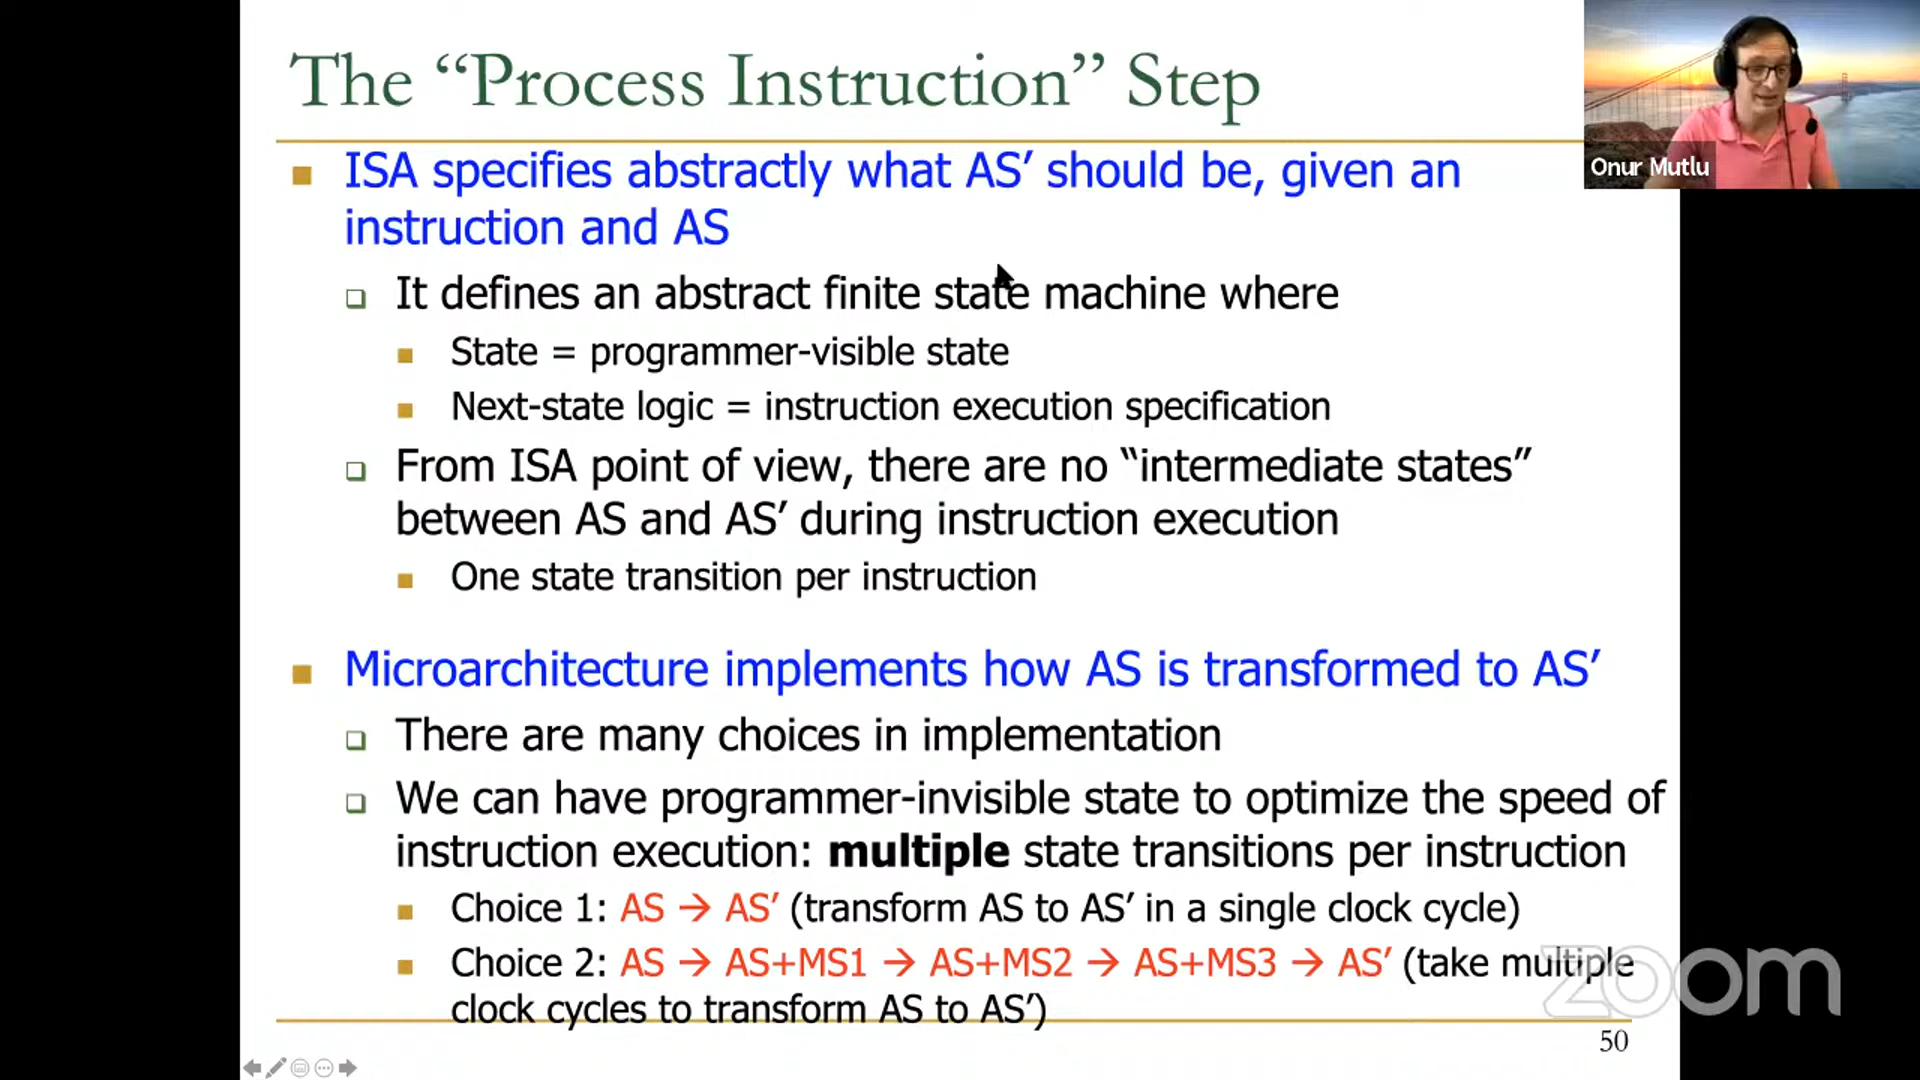 The “Process Instruction” Step
Onur Mutlu
ISA specifies abstractly what AS’ should be, given an
instruction and AS
It defines an abstract finite state machine where
State = programmer-visible state
Next-state logic = instruction execution specification
From ISA point of view, there are no “intermediate states”
between AS and AS’ during instruction execution
One state transition per instruction
Microarchitecture implements how AS is transformed to AS’
There are many choices in implementation
We can have programmer-invisible state to optimize the speed of
instruction execution: multiple state transitions per instruction
Choice 1: AS → AS’ (transform AS to AS’ in a single clock cycle)
Choice 2: AS → AS+MS1 → AS+MS2 → AS+MS3 → AS’ (take multiple
clock cycles to transform AS to AS’)
zoom
50